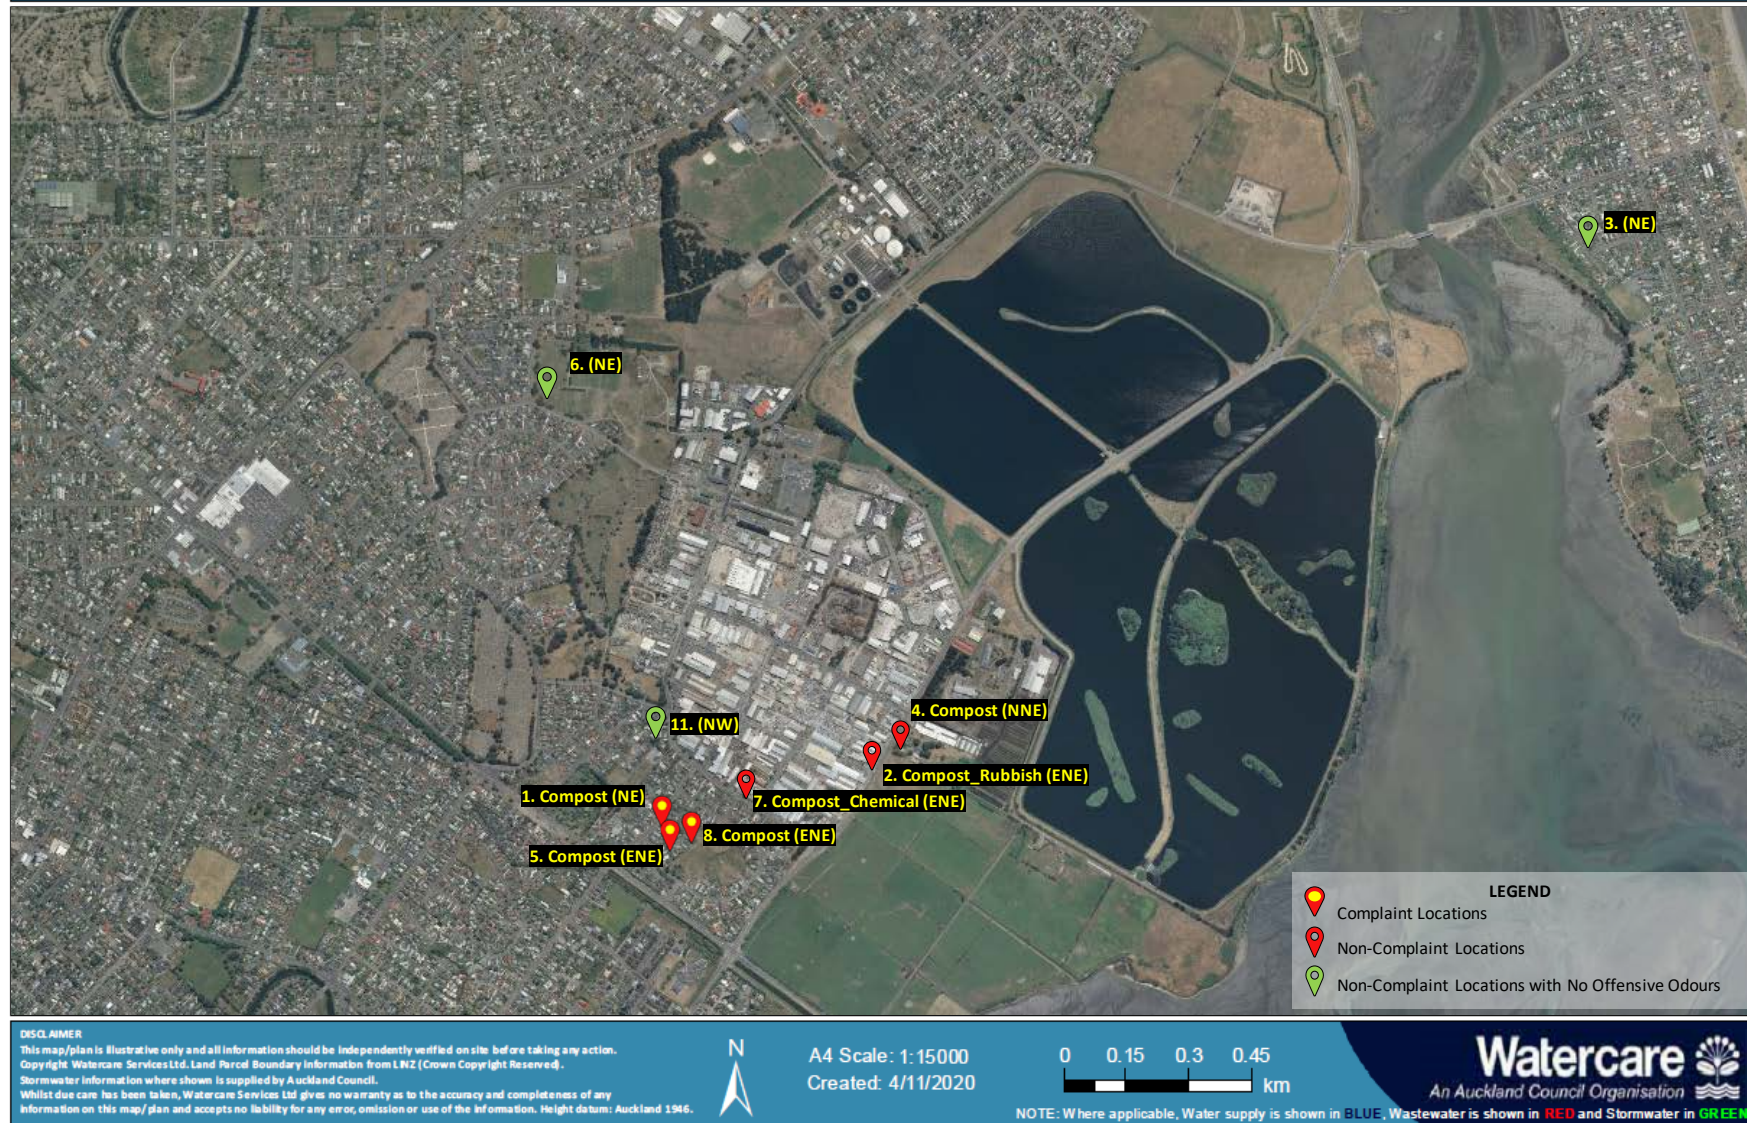 3. (NE)
6. (NE)
4. Compost (NNE)
11. (NW)
2. Compost_Rubbish (ENE)
1. Compost (NE)
7. Compost_Chemical (ENE)
8. Compost (ENE)
5. Compost (ENE)
LEGEND
Complaint Locations
Non-Complaint Locations
Non-Complaint Locations with No Offensive Odours
DISCLAIMER
This map/plan is illustrative only and all information should be independently verified on site before taking any action.
Copyright Watercare Services Ltd. Land Parcel Boundary Information from LINZ (Crown Copyright Reserved).
Stormwater information where shown is supplied by Auckland Council.
Whilst due care has been taken, Watercare Services Ltd gives no warranty as to the accuracy and completeness of any
information on this map/plan and accepts no liability for any error, omission or use of the information. Height datum: Auckland 1946.
N
A4 Scale: 1:15000
Created: 4/11/2020
0 0.15 0.3 0.45
km
Watercare
An Auckland Council Organisation
NOTE: Where applicable, Water supply is shown in BLUE, Wastewater is shown in RED and Stormwater in GREEN